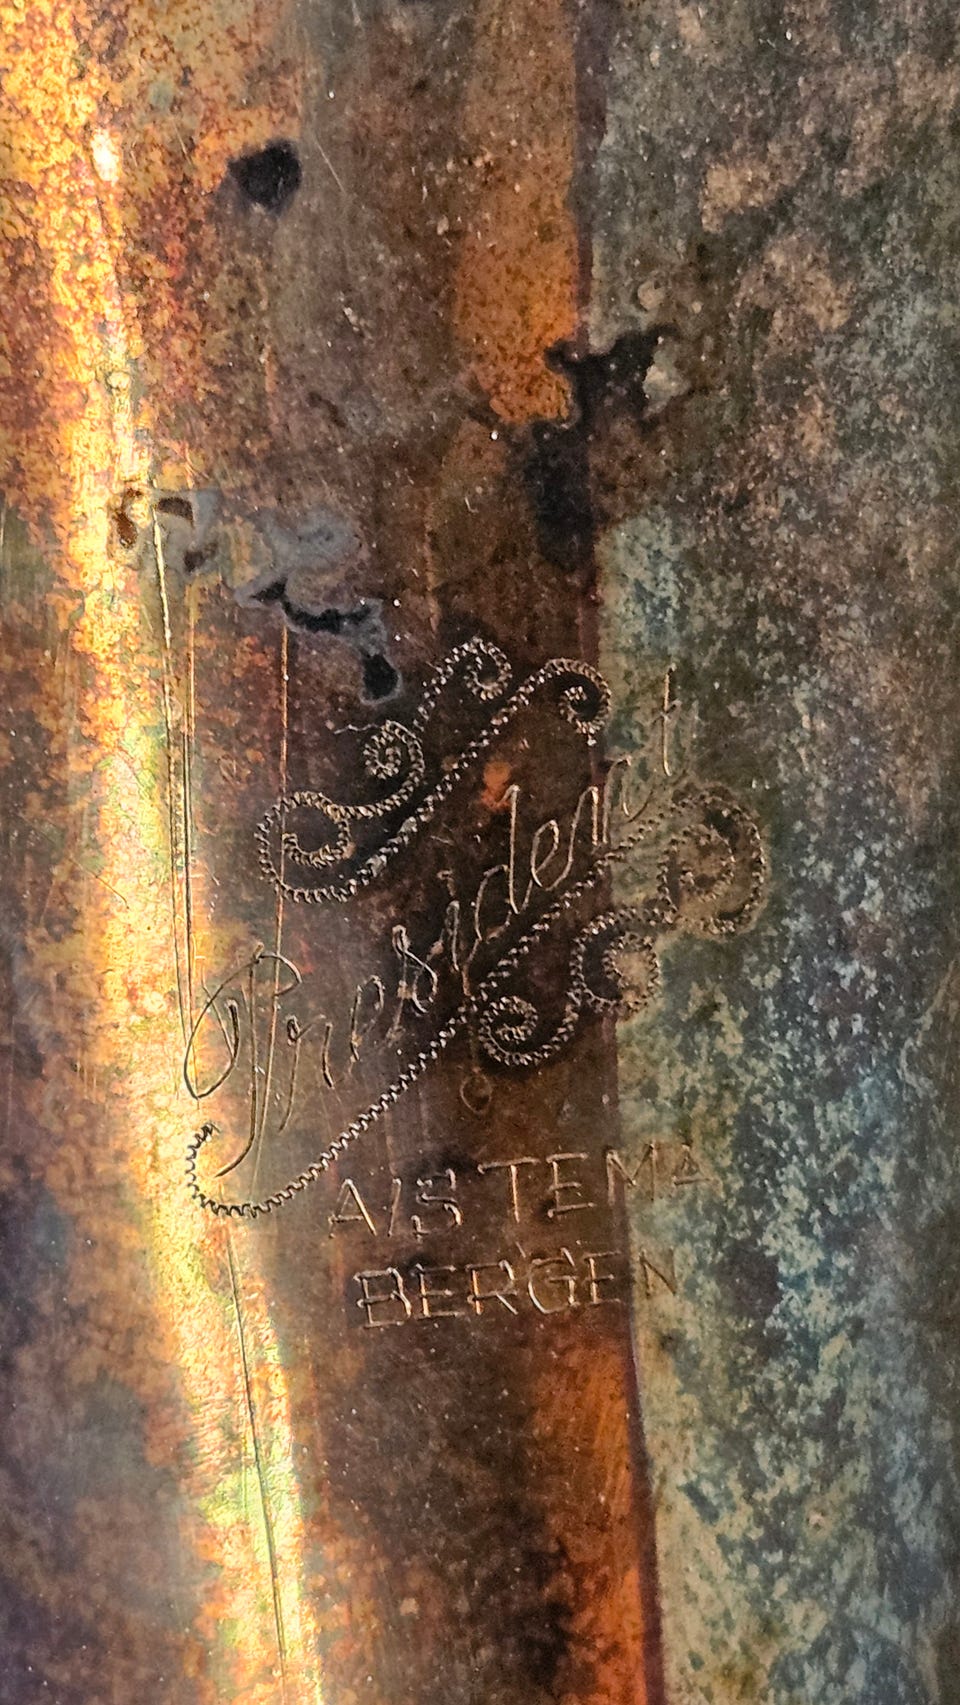 President
A/S TEMA
BERGEN